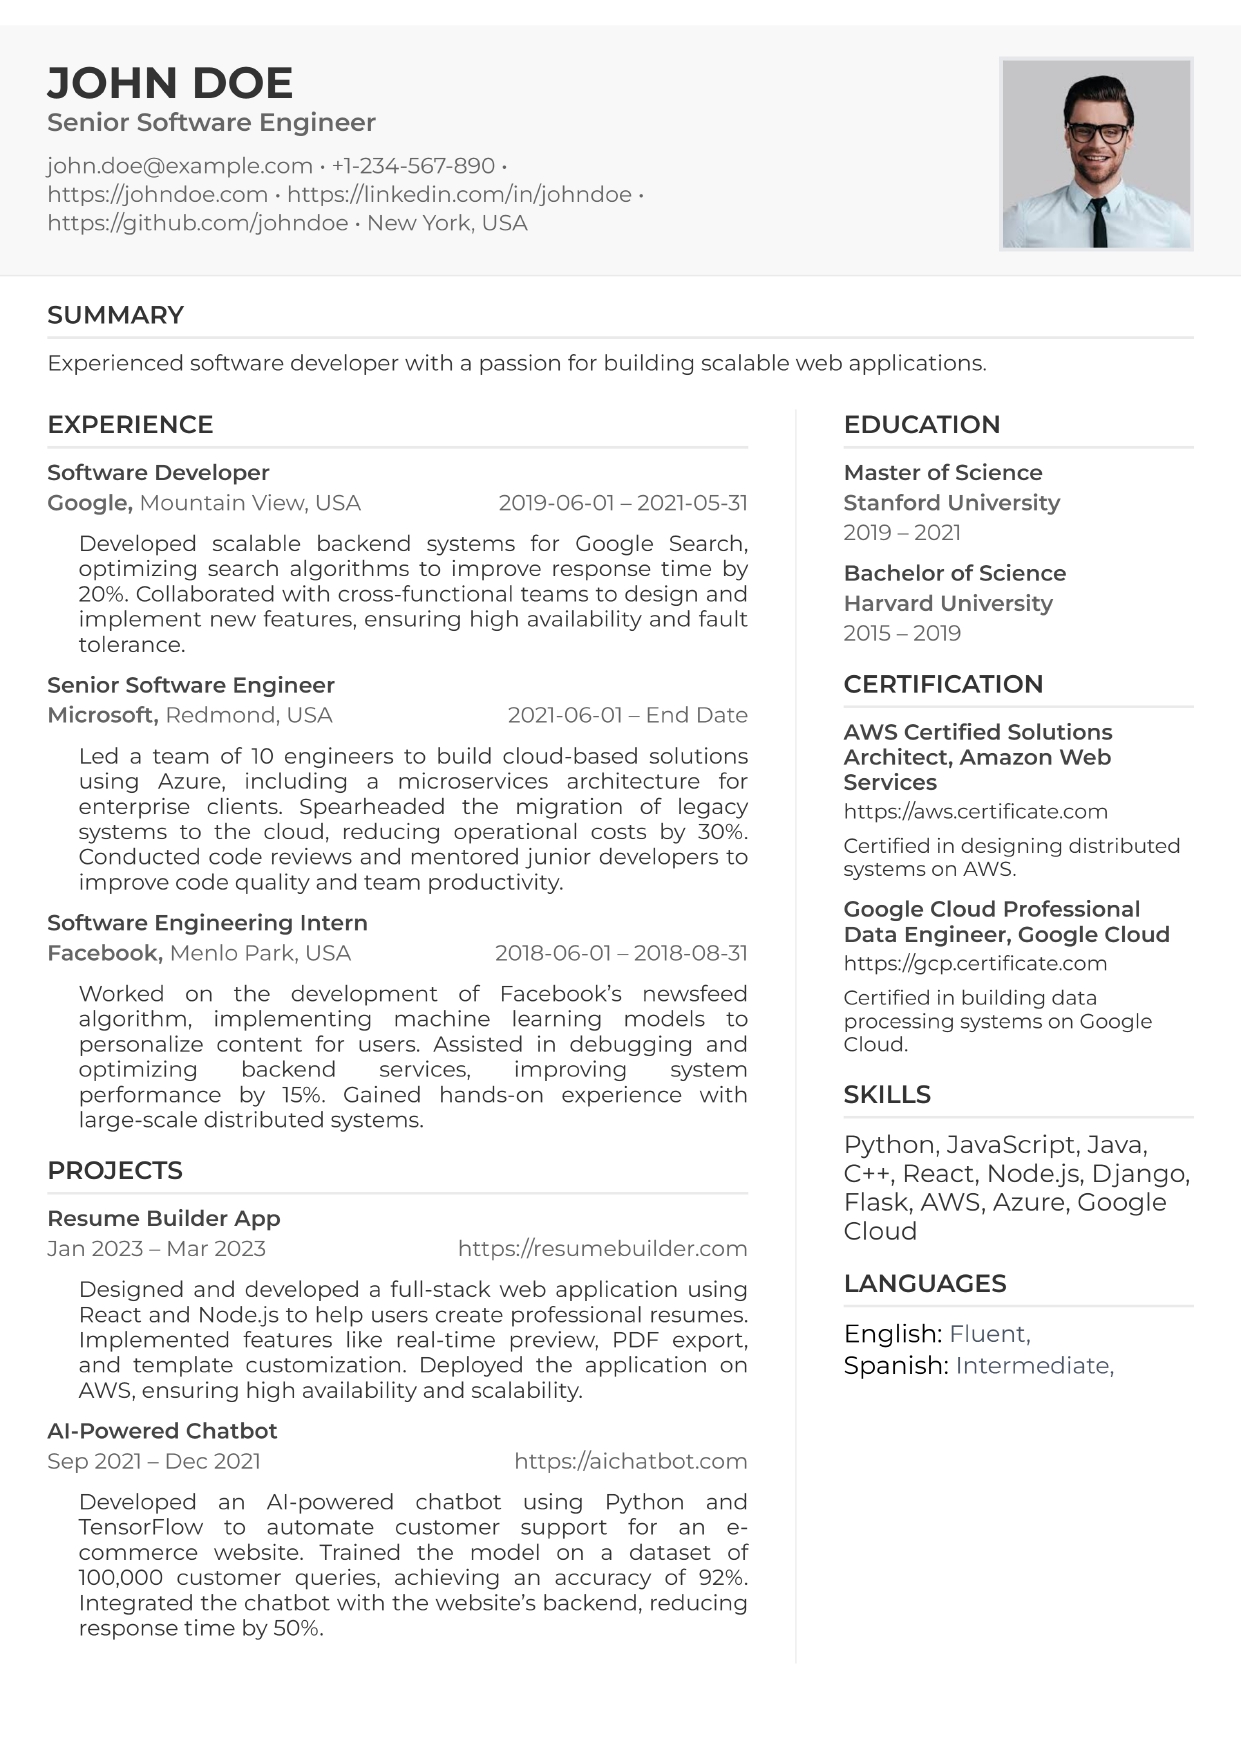 JOHN DOE
Senior Software Engineer
john.doe@example.com • +1-234-567-890 •
https://johndoe.com • https://linkedin.com/in/johndoe •
https://github.com/johndoe • New York, USA
SUMMARY
Experienced software developer with a passion for building scalable web applications.
EXPERIENCE
Software Developer
Google, Mountain View, USA 2019-06-01 – 2021-05-31
Developed scalable backend systems for Google Search,
optimizing search algorithms to improve response time by
20%. Collaborated with cross-functional teams to design and
implement new features, ensuring high availability and fault
tolerance.
Senior Software Engineer
Microsoft, Redmond, USA 2021-06-01 – End Date
Led a team of 10 engineers to build cloud-based solutions
using Azure, including a microservices architecture for
enterprise clients. Spearheaded the migration of legacy
systems to the cloud, reducing operational costs by 30%.
Conducted code reviews and mentored junior developers to
improve code quality and team productivity.
Software Engineering Intern
Facebook, Menlo Park, USA 2018-06-01 – 2018-08-31
Worked on the development of Facebook’s newsfeed
algorithm, implementing machine learning models to
personalize content for users. Assisted in debugging and
optimizing backend services, improving system
performance by 15%. Gained hands-on experience with
large-scale distributed systems.
PROJECTS
Resume Builder App
Jan 2023 – Mar 2023 https://resumebuilder.com
Designed and developed a full-stack web application using
React and Node.js to help users create professional resumes.
Implemented features like real-time preview, PDF export,
and template customization. Deployed the application on
AWS, ensuring high availability and scalability.
AI-Powered Chatbot
Sep 2021 – Dec 2021 https://aichatbot.com
Developed an AI-powered chatbot using Python and
TensorFlow to automate customer support for an e-
commerce website. Trained the model on a dataset of
100,000 customer queries, achieving an accuracy of 92%.
Integrated the chatbot with the website’s backend, reducing
response time by 50%.
EDUCATION
Master of Science
Stanford University
2019 – 2021
Bachelor of Science
Harvard University
2015 – 2019
CERTIFICATION
AWS Certified Solutions
Architect, Amazon Web
Services
https://aws.certificate.com
Certified in designing distributed
systems on AWS.
Google Cloud Professional
Data Engineer, Google Cloud
https://gcp.certificate.com
Certified in building data
processing systems on Google
Cloud.
SKILLS
Python, JavaScript, Java,
C++, React, Node.js, Django,
Flask, AWS, Azure, Google
Cloud
LANGUAGES
English: Fluent,
Spanish: Intermediate,